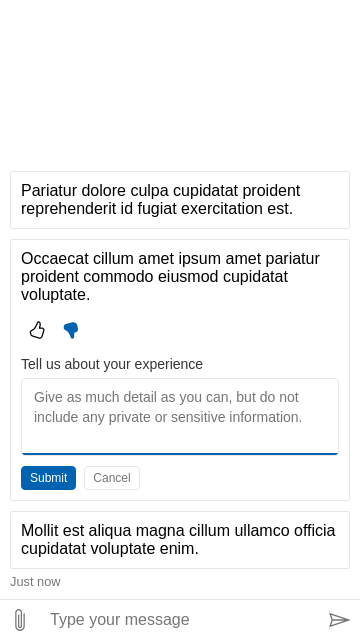 Pariatur dolore culpa cupidatat proident
reprehenderit id fugiat exercitation est.
Occaecat cillum amet ipsum amet pariatur
proident commodo eiusmod cupidatat
voluptate.
Tell us about your experience
Give as much detail as you can, but do not
include any private or sensitive information.
Submit Cancel
Mollit est aliqua magna cillum ullamco officia
cupidatat voluptate enim.
Just now
Type your message